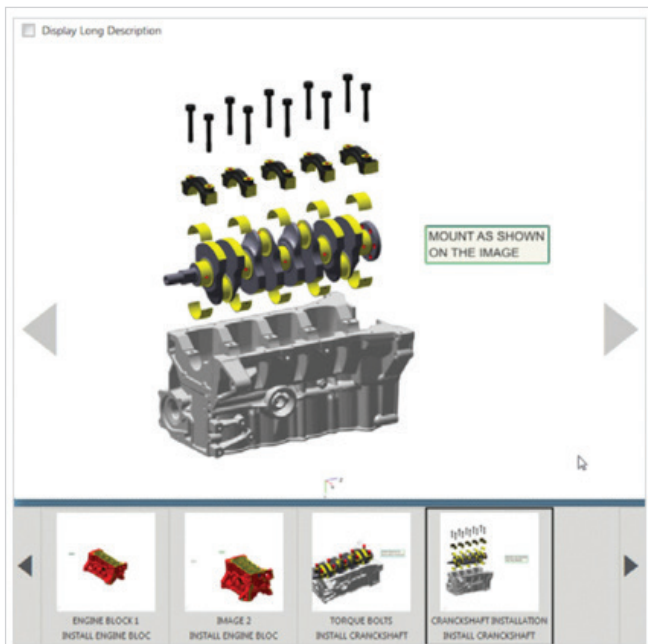 Display Long Description
MOUNT AS SHOWN
ON THE IMAGE
ENGINE BLOCK 1
INSTALL ENGINE BLOC
IMAGE 2
INSTALL ENGINE BLOC
TORQUE BOLTS
INSTALL CRANCKSHAFT
CRANCKSHAFT INSTALLATION
INSTALL CRANCKSHAFT